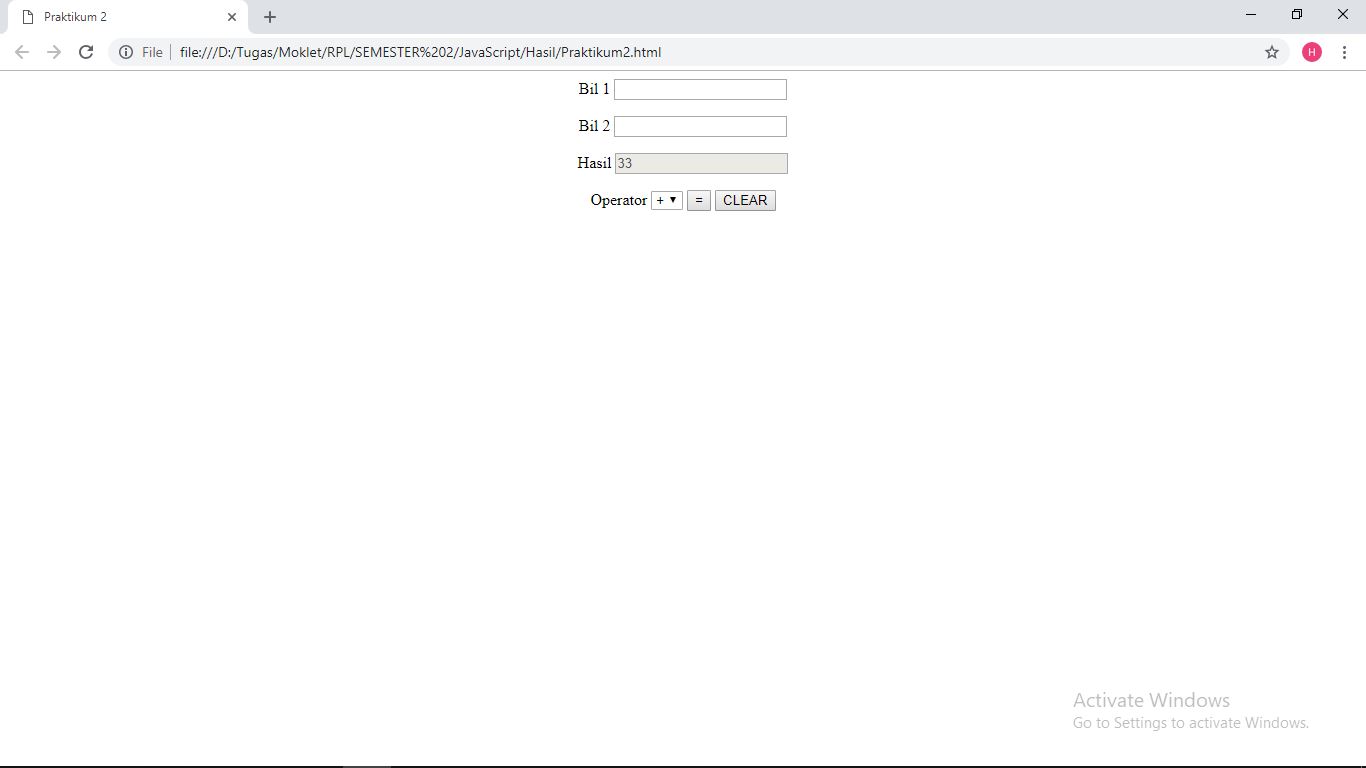 Praktikum 2
File file:///D:/Tugas/Moklet/RPL/SEMESTER%202/JavaScript/Hasil/Praktikum2.html
H
Bil 1
Bil 2
Hasil 33
Operator + = CLEAR
Activate Windows
Go to Settings to activate Windows.